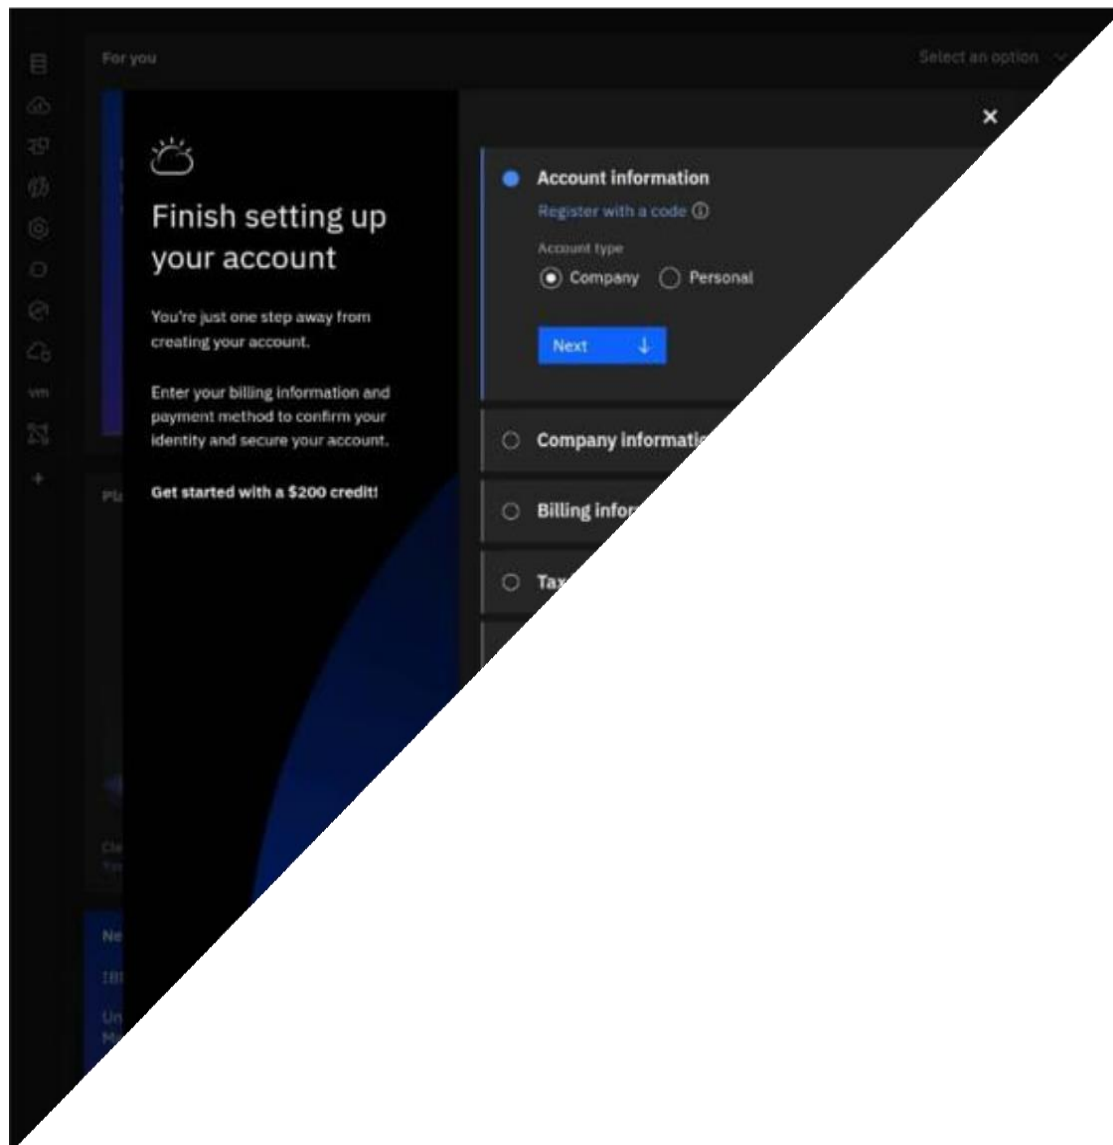 For you
Select an option
Finish setting up
your account
You're just one step away from
creating your account.
Enter your billing information and
payment method to confirm your
identity and secure your account.
Get started with a $200 credit!
Account information
Register with a code
Account type
Company
Personal
Next
Company
Billing
Tax
vm
Ne
Un